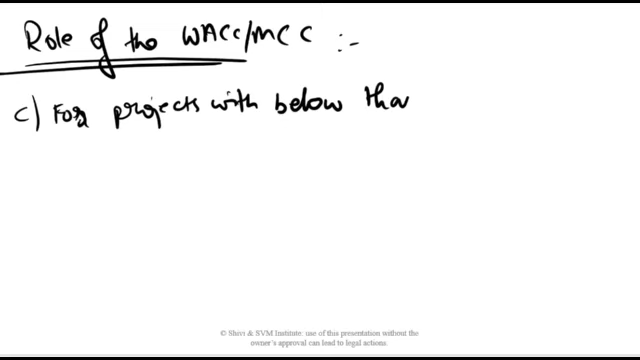 Role of the WACC/MCC :-
c) For projects with below than
© Shivi & SVM Institute: use of this presentation without the
owner's approval can lead to legal actions.